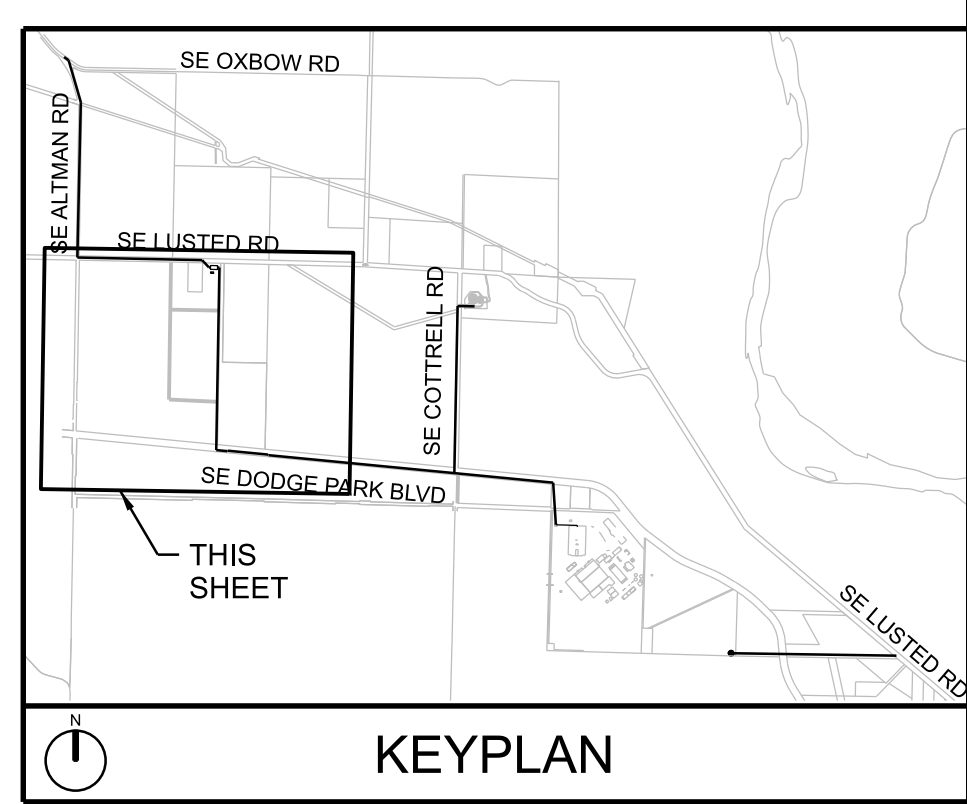 SE OXBOW RD
SE ALTMAN RD
SE LUSTED RD
SE COTTRELL RD
SE DODGE PARK BLVD
THIS
SHEET
SE LUSTED RD
N
KEYPLAN